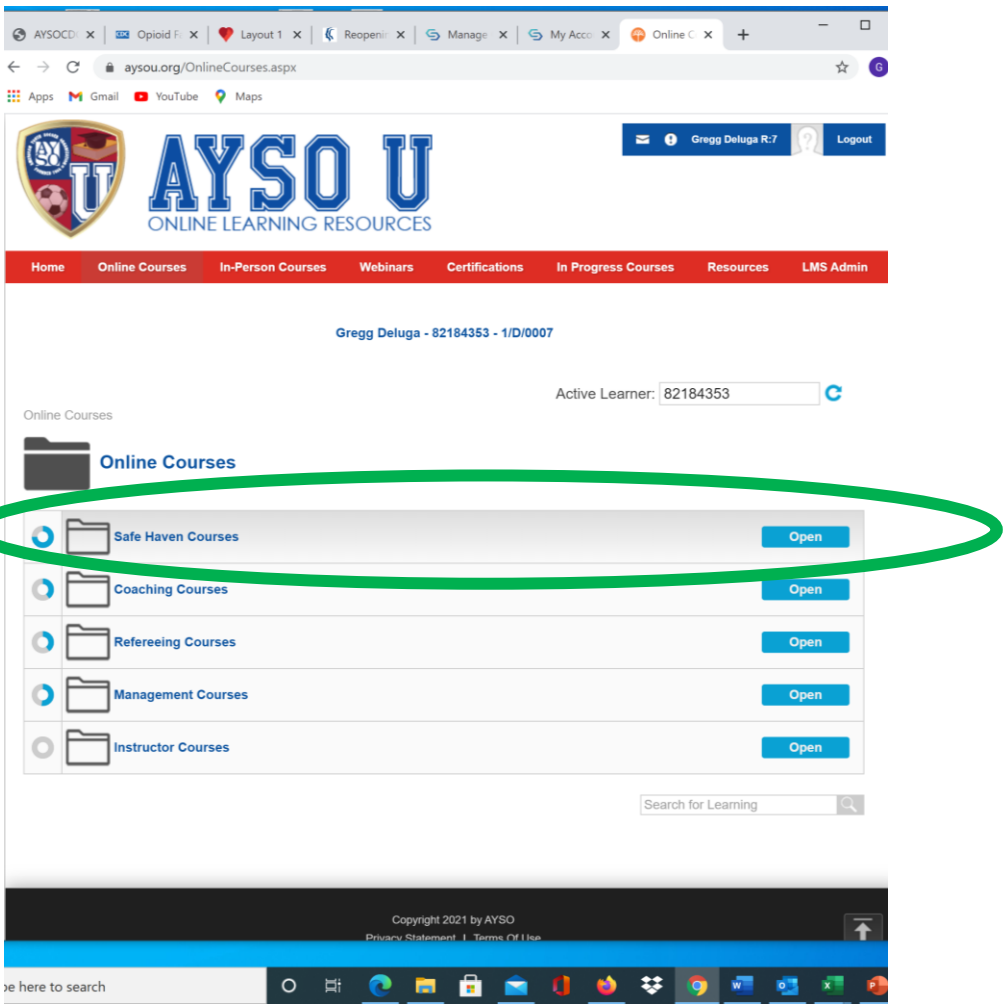 AYSOCD
Opioid F
Layout 1
Reopenin
Manage
My Acco
Online C
aysou.org/OnlineCourses.aspx
G
Apps Gmail YouTube Maps
AYSO U
ONLINE LEARNING RESOURCES
Gregg Deluga R:7
Logout
Home Online Courses In-Person Courses Webinars Certifications In Progress Courses Resources LMS Admin
Gregg Deluga - 82184353 - 1/D/0007
Active Learner: 82184353
Online Courses
Online Courses
Safe Haven Courses Open
Coaching Courses Open
Refereeing Courses Open
Management Courses Open
Instructor Courses Open
Search for Learning
Copyright 2021 by AYSO
Privacy Statement | Terms Of Use
pe here to search